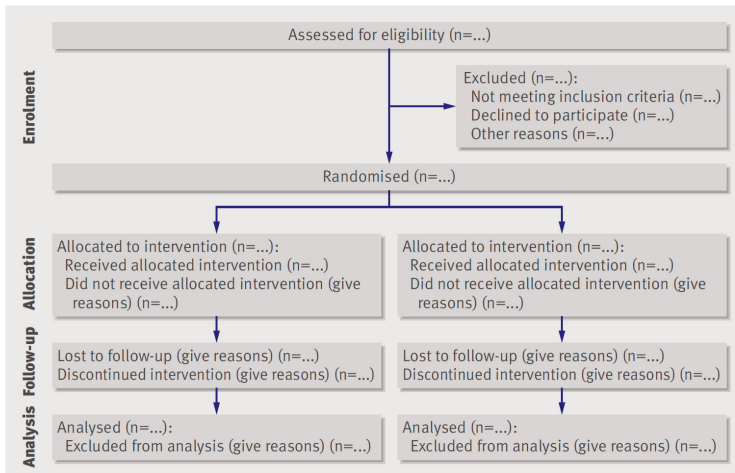 Assessed for eligibility (n=...)
Enrolment
Excluded (n=...):
Not meeting inclusion criteria (n=...)
Declined to participate (n=...)
Other reasons (n=...)
Randomised (n=...)
Allocation
Allocated to intervention (n=...):
Received allocated intervention (n=...)
Did not receive allocated intervention (give
reasons) (n=...)
Allocated to intervention (n=...):
Received allocated intervention (n=...)
Did not receive allocated intervention (give
reasons) (n=...)
Follow-up
Lost to follow-up (give reasons) (n=...)
Discontinued intervention (give reasons) (n=...)
Lost to follow-up (give reasons) (n=...)
Discontinued intervention (give reasons) (n=...)
Analysis
Analysed (n=...):
Excluded from analysis (give reasons) (n=...)
Analysed (n=...):
Excluded from analysis (give reasons) (n=...)